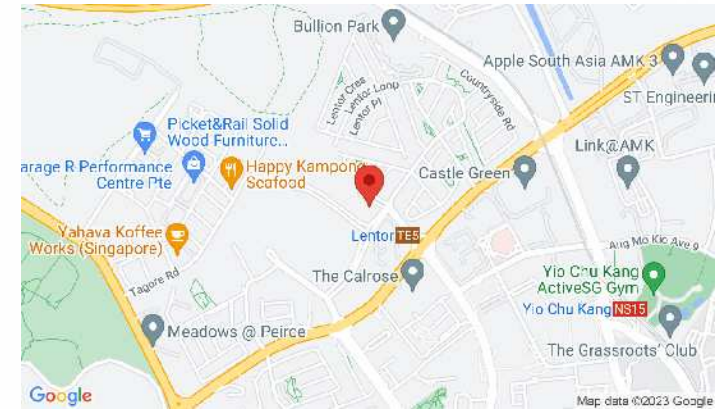 Bullion Park
Apple South Asia AMK 3
ST Engineerin
Lentor Cres
Lentor Loop
Lentor Pl
Countryside Rd
Picket&Rail Solid
Wood Furniture...
Link@AMK
arage R Performance
Centre Pte
Happy Kampong
Seafood
Castle Green
Yahava Koffee
Works (Singapore)
Lentor TE5
Ang Mo Kio Ave 9
Tagore Rd
The Calrose
Yio Chu Kang
ActiveSG Gym
Yio Chu Kang NS15
Meadows @ Peirce
The Grassroots' Club
Google
Map data ©2023 Google